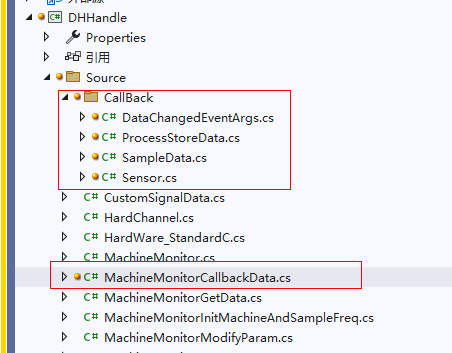 DHHandle
Properties
引用
Source
CallBack
C# DataChangedEventArgs.cs
C# ProcessStoreData.cs
C# SampleData.cs
C# Sensor.cs
C# CustomSignalData.cs
C# HardChannel.cs
C# HardWare_StandardC.cs
C# MachineMonitor.cs
C# MachineMonitorCallbackData.cs
C# MachineMonitorGetData.cs
C# MachineMonitorInitMachineAndSampleFreq.cs
C# MachineMonitorModifyParam.cs